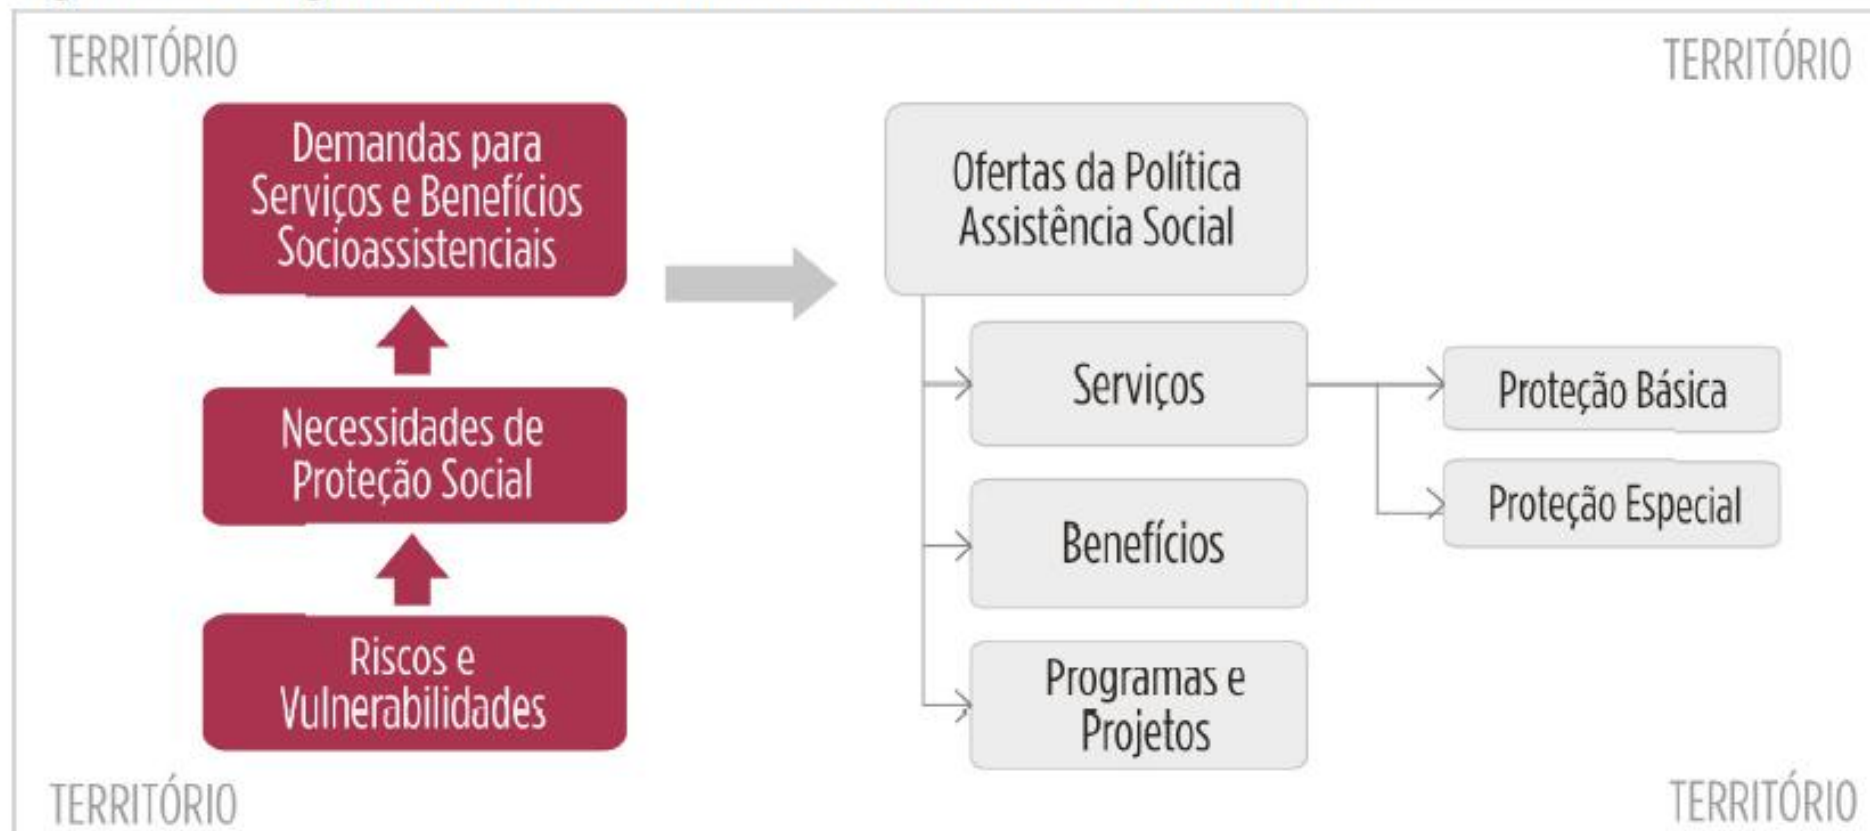 TERRITÓRIO
TERRITÓRIO
Demandas para
Serviços e Benefícios
Socioassistenciais
Necessidades de
Proteção Social
Riscos e
Vulnerabilidades
Ofertas da Política
Assistência Social
Serviços
Benefícios
Programas e
Projetos
Proteção Básica
Proteção Especial
TERRITÓRIO
TERRITÓRIO